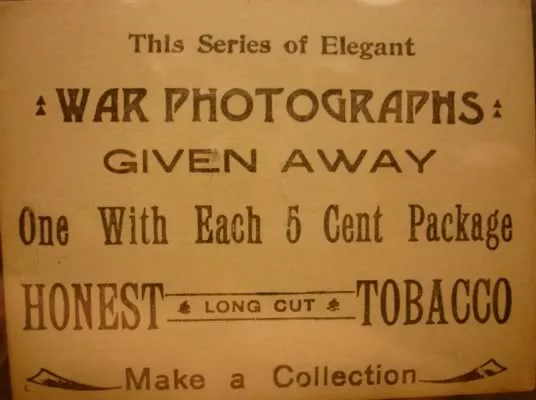 This Series of Elegant
WAR PHOTOGRAPHS
GIVEN AWAY
One With Each 5 Cent Package
HONEST LONG CUT TOBACCO
Make a Collection